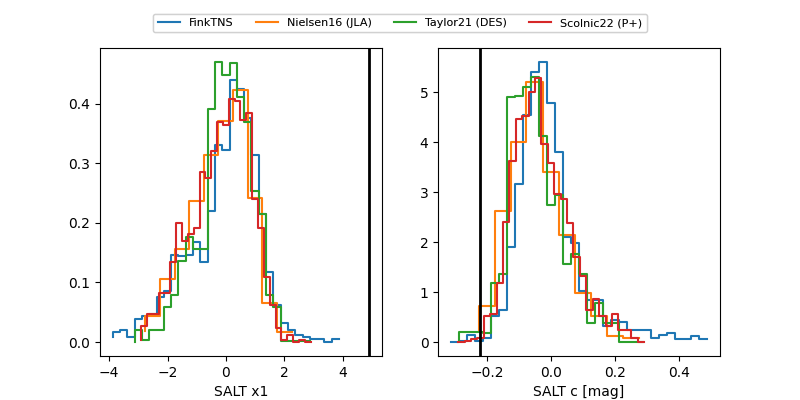 FinkTNS Nielsen16 (JLA) Taylor21 (DES) Scolnic22 (P+)
0.4
0.3
0.2
0.1
0.0
−4 −2 0 2 4
SALT x1
5
4
3
2
1
0
−0.2 0.0 0.2 0.4
SALT c [mag]